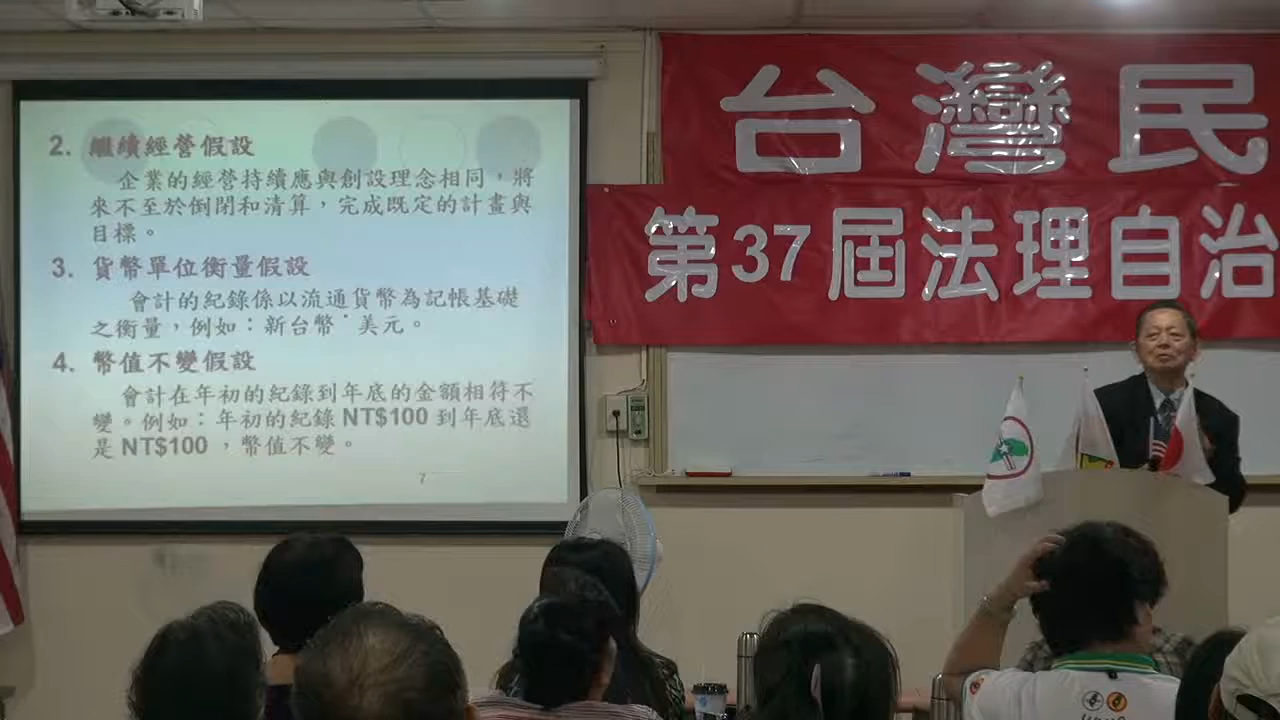 2. 繼續經營假設
企業的經營持續應與創設理念相同，將
來不至於倒閉和清算，完成既定的計畫與
目標。
3. 貨幣單位衡量假設
會計的紀錄係以流通貨幣為記帳基礎
之衡量，例如：新台幣、美元。
4. 幣值不變假設
會計在年初的紀錄到年底的金額相符不
變。例如：年初的紀錄 NT$100 到年底還
是 NT$100 ，幣值不變。
7
台灣民
第37屆法理自治